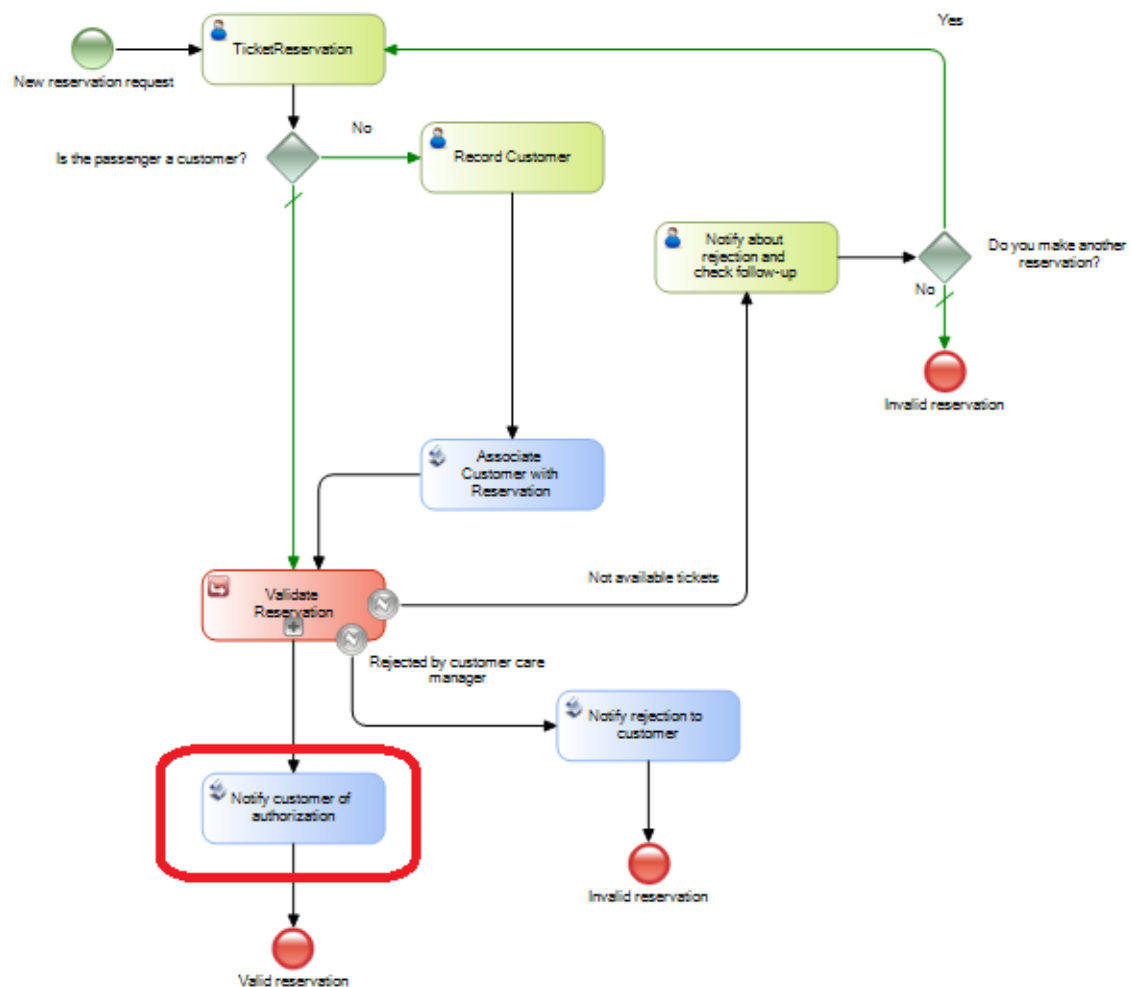 Yes
TicketReservation
New reservation request
No
Is the passenger a customer?
Record Customer
Notify about
rejection and
check follow-up
Do you make another
reservation?
No
Invalid reservation
Associate
Customer with
Reservation
Not available tickets
Validate
Reservation
Rejected by customer care
manager
Notify rejection to
customer
Notify customer of
authorization
Invalid reservation
Valid reservation